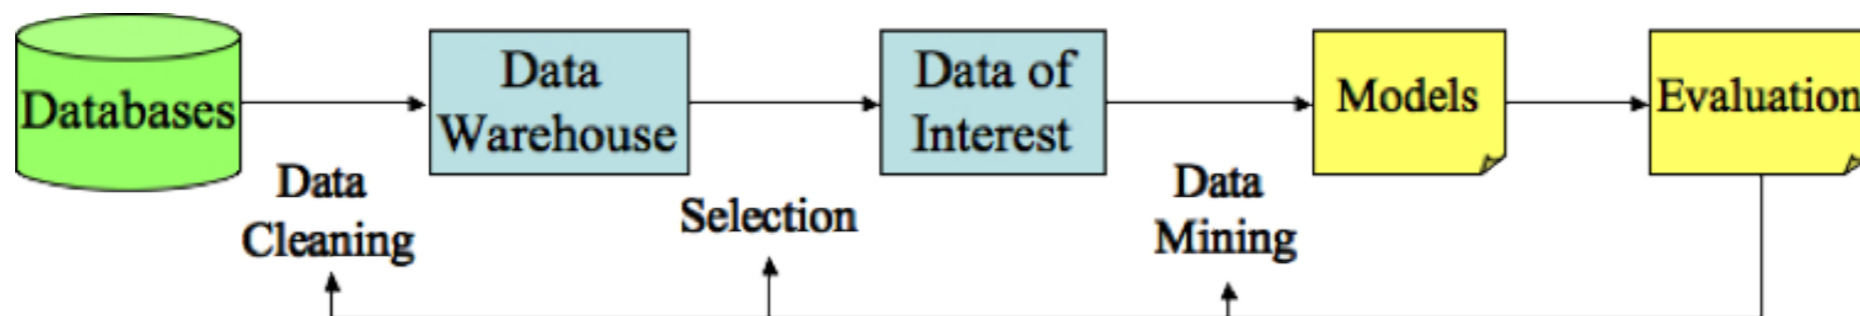 Databases
Data
Warehouse
Data of
Interest
Models
Evaluation
Data
Cleaning
Selection
Data
Mining